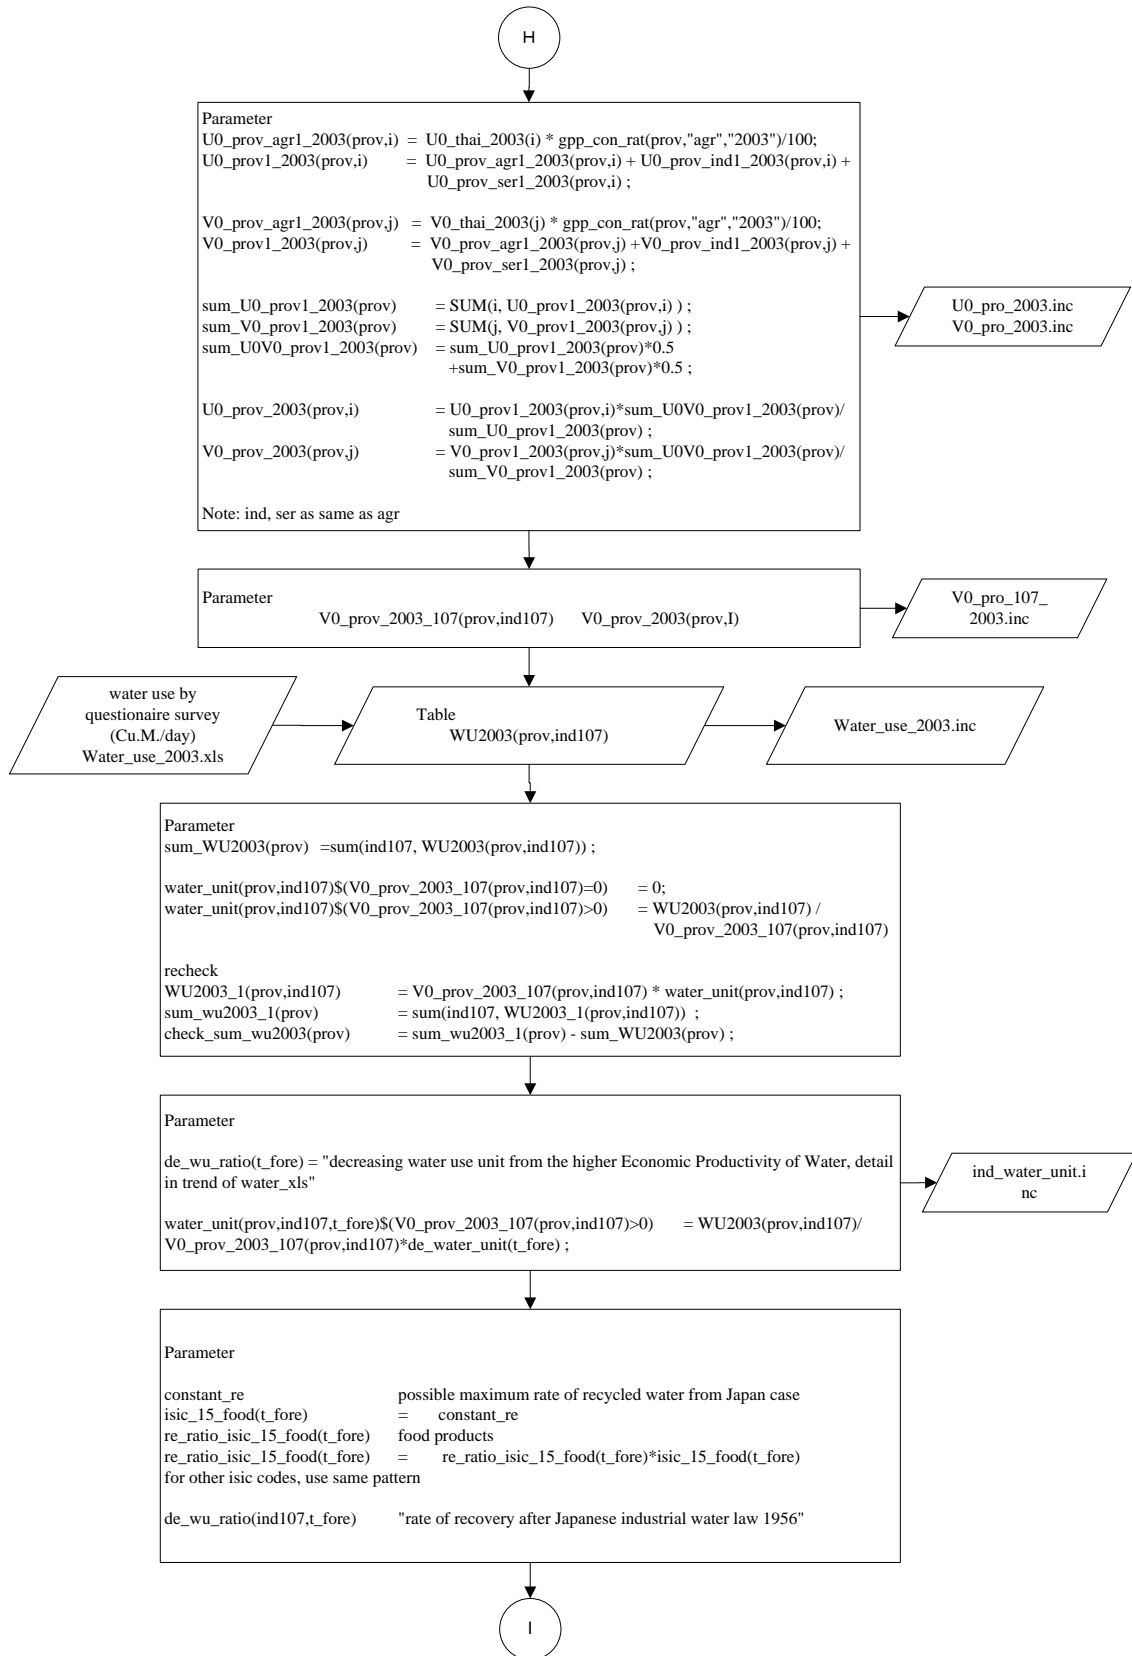 H
Parameter
U0_prov_agr1_2003(prov,i) = U0_thai_2003(i) * gpp_con_rat(prov,"agr","2003")/100;
U0_prov1_2003(prov,i) = U0_prov_agr1_2003(prov,i) + U0_prov_ind1_2003(prov,i) +
U0_prov_ser1_2003(prov,i) ;
V0_prov_agr1_2003(prov,j) = V0_thai_2003(j) * gpp_con_rat(prov,"agr","2003")/100;
V0_prov1_2003(prov,j) = V0_prov_agr1_2003(prov,j) +V0_prov_ind1_2003(prov,j) +
V0_prov_ser1_2003(prov,j) ;
sum_U0_prov1_2003(prov) = SUM(i, U0_prov1_2003(prov,i) ) ;
sum_V0_prov1_2003(prov) = SUM(j, V0_prov1_2003(prov,j) ) ;
sum_U0V0_prov1_2003(prov) = sum_U0_prov1_2003(prov)*0.5
+sum_V0_prov1_2003(prov)*0.5 ;
U0_prov_2003(prov,i) = U0_prov1_2003(prov,i)*sum_U0V0_prov1_2003(prov)/
sum_U0_prov1_2003(prov) ;
V0_prov_2003(prov,j) = V0_prov1_2003(prov,j)*sum_U0V0_prov1_2003(prov)/
sum_V0_prov1_2003(prov) ;
Note: ind, ser as same as agr
U0_pro_2003.inc
V0_pro_2003.inc
Parameter
V0_prov_2003_107(prov,ind107) V0_prov_2003(prov,I)
V0_pro_107_
2003.inc
water use by
questionaire survey
(Cu.M./day)
Water_use_2003.xls
Table
WU2003(prov,ind107)
Water_use_2003.inc
Parameter
sum_WU2003(prov) =sum(ind107, WU2003(prov,ind107)) ;
water_unit(prov,ind107)$(V0_prov_2003_107(prov,ind107)=0) = 0;
water_unit(prov,ind107)$(V0_prov_2003_107(prov,ind107)>0) = WU2003(prov,ind107) /
V0_prov_2003_107(prov,ind107)
recheck
WU2003_1(prov,ind107) = V0_prov_2003_107(prov,ind107) * water_unit(prov,ind107) ;
sum_wu2003_1(prov) = sum(ind107, WU2003_1(prov,ind107)) ;
check_sum_wu2003(prov) = sum_wu2003_1(prov) - sum_WU2003(prov) ;
Parameter
de_wu_ratio(t_fore) = "decreasing water use unit from the higher Economic Productivity of Water, detail
in trend of water_xls"
water_unit(prov,ind107,t_fore)$(V0_prov_2003_107(prov,ind107)>0) = WU2003(prov,ind107)/
V0_prov_2003_107(prov,ind107)*de_water_unit(t_fore) ;
ind_water_unit.i
nc
Parameter
constant_re possible maximum rate of recycled water from Japan case
isic_15_food(t_fore) = constant_re
re_ratio_isic_15_food(t_fore) food products
re_ratio_isic_15_food(t_fore) = re_ratio_isic_15_food(t_fore)*isic_15_food(t_fore)
for other isic codes, use same pattern
de_wu_ratio(ind107,t_fore) "rate of recovery after Japanese industrial water law 1956"
I